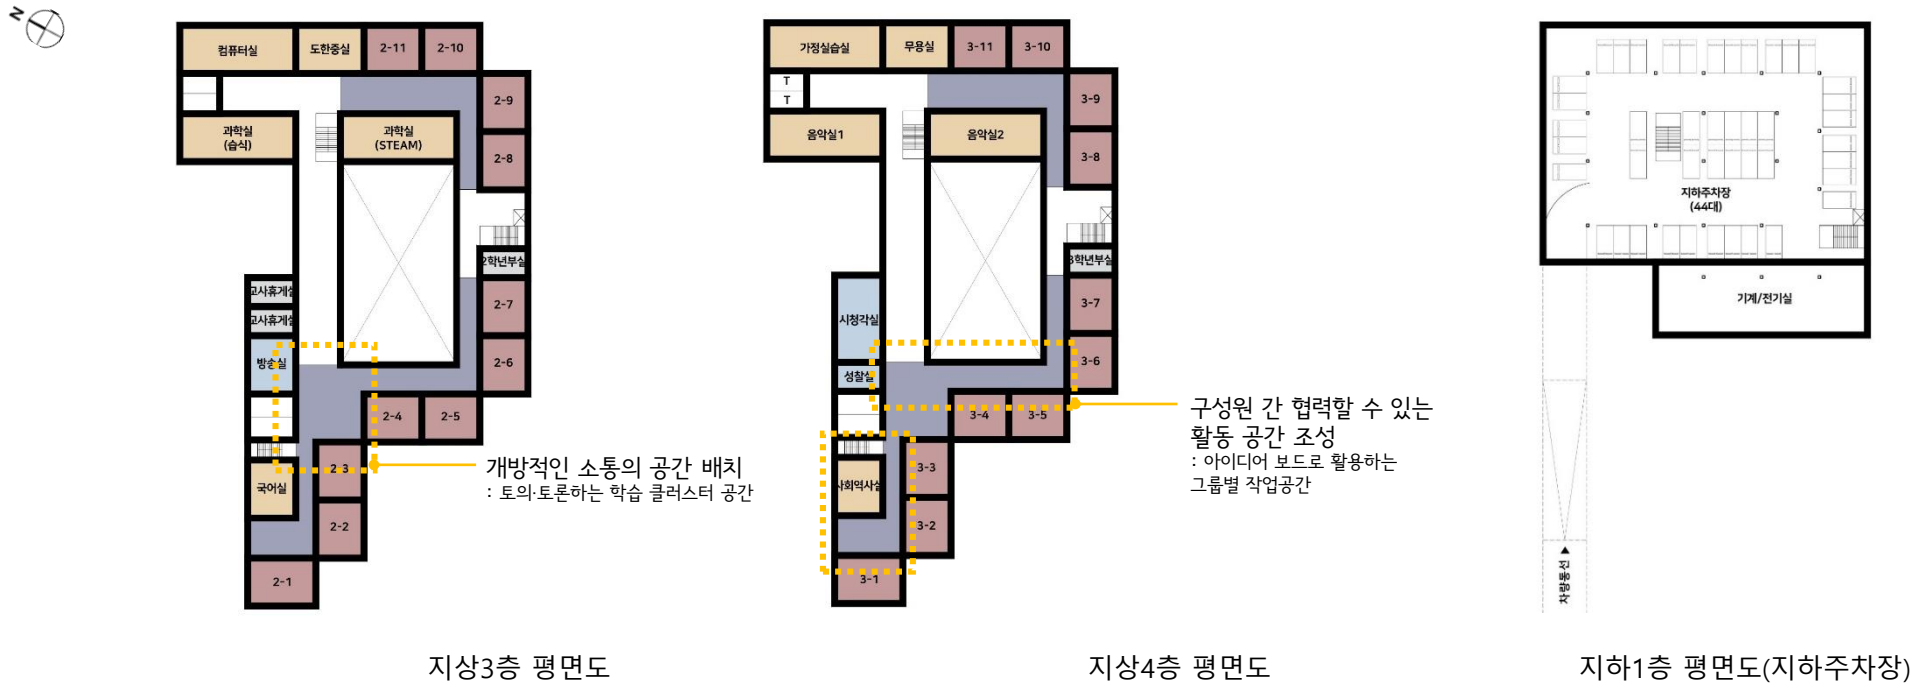 N
컴퓨터실
도한중실
2-11
2-10
2-9
과학실
(습식)
과학실
(STEAM)
2-8
2학년부실
교사휴게실
2-7
교사휴게실
방송실
2-6
2-4
2-5
국어실
2-3
2-2
2-1
개방적인 소통의 공간 배치
: 토의·토론하는 학습 클러스터 공간
지상3층 평면도
가정실습실
무용실
3-11
3-10
T
T
3-9
음악실1
음악실2
3-8
3학년부실
시청각실
3-7
성찰실
3-6
3-4
3-5
사회역사실
3-3
3-2
3-1
구성원 간 협력할 수 있는
활동 공간 조성
: 아이디어 보드로 활용하는
그룹별 작업공간
지상4층 평면도
지하주차장
(44대)
기계/전기실
차량동선 ▶
지하1층 평면도(지하주차장)